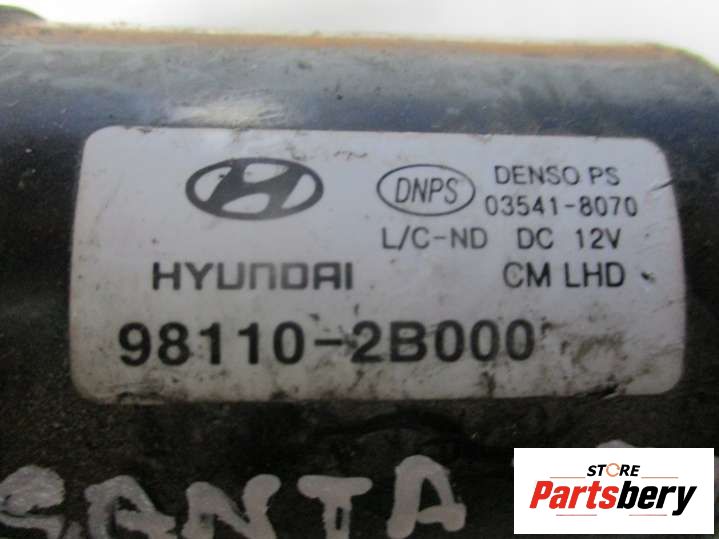 DNPS
DENSO PS
03541-8070
L/C-ND DC 12V
HYUNDAI
CM LHD
98110-2B000
SANTA
STORE
Partsbery